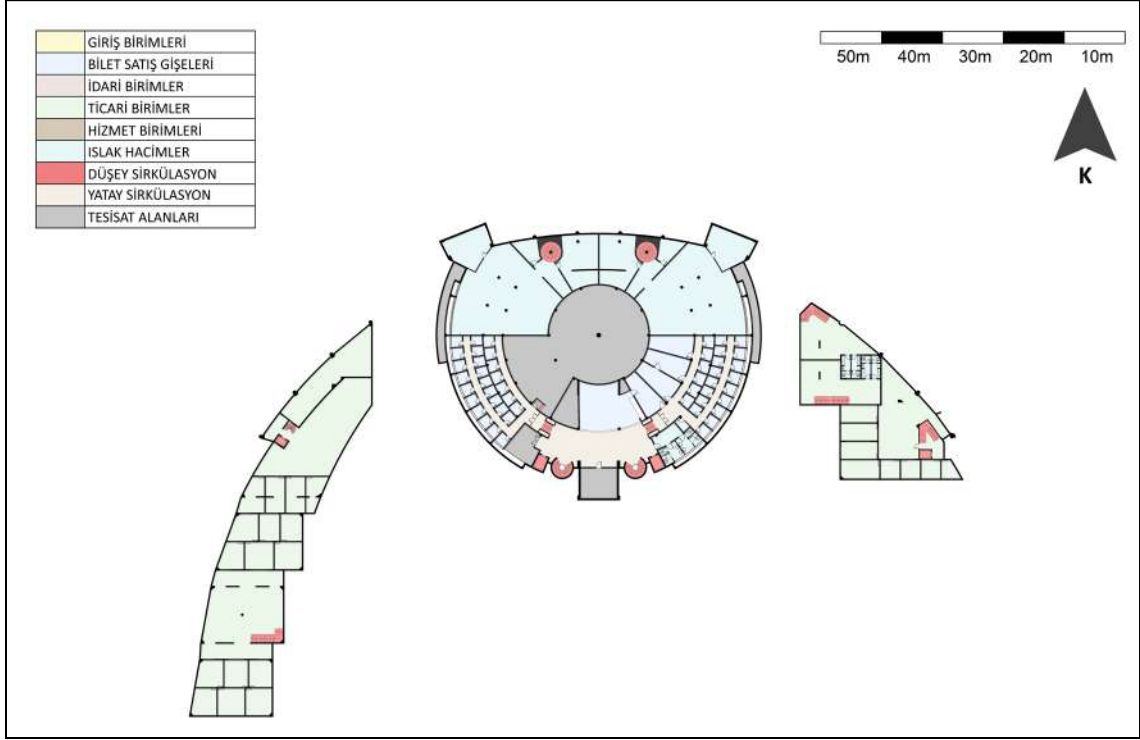 GİRİŞ BİRİMLERİ
BİLET SATIŞ GİŞELERİ
İDARİ BİRİMLER
TİCARİ BİRİMLER
HİZMET BİRİMLERİ
ISLAK HACİMLER
DÜŞEY SİRKÜLASYON
YATAY SİRKÜLASYON
TESİSAT ALANLARI
50m 40m 30m 20m 10m
K